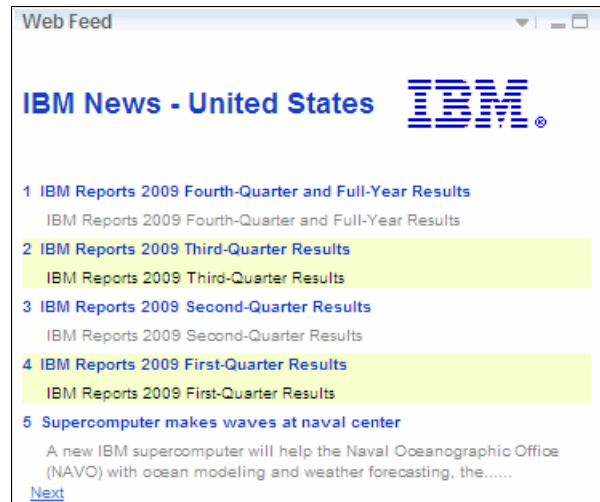 Web Feed
IBM News - United States IBM®
1 IBM Reports 2009 Fourth-Quarter and Full-Year Results
IBM Reports 2009 Fourth-Quarter and Full-Year Results
2 IBM Reports 2009 Third-Quarter Results
IBM Reports 2009 Third-Quarter Results
3 IBM Reports 2009 Second-Quarter Results
IBM Reports 2009 Second-Quarter Results
4 IBM Reports 2009 First-Quarter Results
IBM Reports 2009 First-Quarter Results
5 Supercomputer makes waves at naval center
A new IBM supercomputer will help the Naval Oceanographic Office
(NAVO) with ocean modeling and weather forecasting, the......
Next